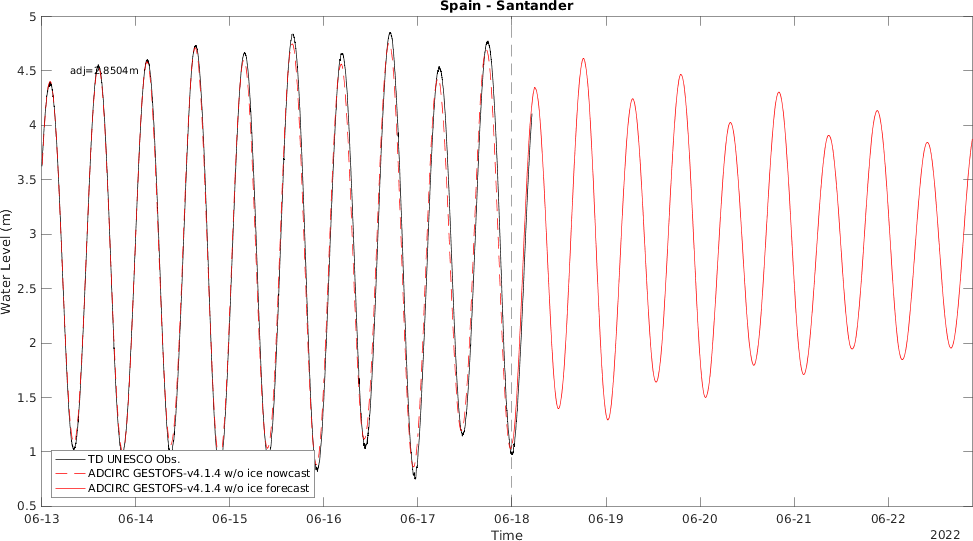 Spain - Santander
adj=2.8504m
Water Level (m)
5
4.5
4
3.5
3
2.5
2
1.5
1
0.5
TD UNESCO Obs.
ADCIRC GESTOFS-v4.1.4 w/o ice nowcast
ADCIRC GESTOFS-v4.1.4 w/o ice forecast
06-13 06-14 06-15 06-16 06-17 06-18 06-19 06-20 06-21 06-22
Time
2022